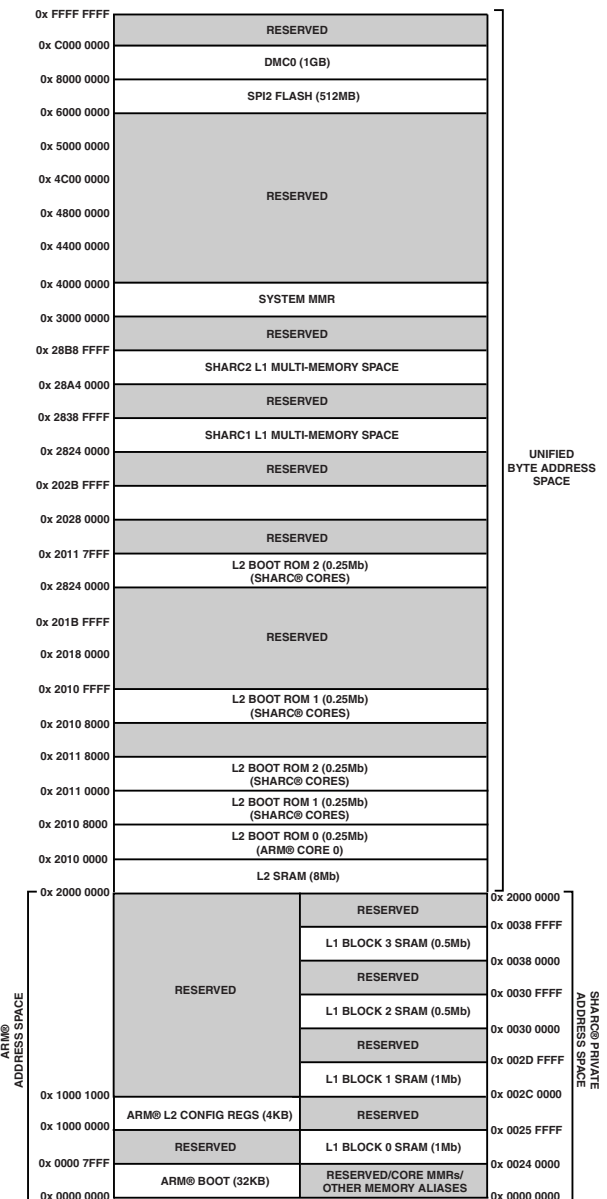 0x FFFF FFFF
RESERVED
0x C000 0000
DMC0 (1GB)
0x 8000 0000
SPI2 FLASH (512MB)
0x 6000 0000
0x 5000 0000
0x 4C00 0000
RESERVED
0x 4800 0000
0x 4400 0000
0x 4000 0000
SYSTEM MMR
0x 3000 0000
RESERVED
0x 28B8 FFFF
SHARC2 L1 MULTI-MEMORY SPACE
0x 28A4 0000
RESERVED
0x 2838 FFFF
SHARC1 L1 MULTI-MEMORY SPACE
0x 2824 0000
RESERVED
0x 202B FFFF
0x 2028 0000
RESERVED
0x 2011 7FFF
L2 BOOT ROM 2 (0.25Mb)
(SHARC® CORES)
0x 2824 0000
0x 201B FFFF
RESERVED
0x 2018 0000
0x 2010 FFFF
L2 BOOT ROM 1 (0.25Mb)
(SHARC® CORES)
0x 2010 8000
0x 2011 8000
L2 BOOT ROM 2 (0.25Mb)
(SHARC® CORES)
0x 2011 0000
L2 BOOT ROM 1 (0.25Mb)
(SHARC® CORES)
0x 2010 8000
L2 BOOT ROM 0 (0.25Mb)
(ARM® CORE 0)
0x 2010 0000
L2 SRAM (8Mb)
0x 2000 0000
UNIFIED
BYTE ADDRESS
SPACE
ARM®
ADDRESS SPACE
RESERVED
0x 1000 1000
ARM® L2 CONFIG REGS (4KB)
0x 1000 0000
RESERVED
0x 0000 7FFF
ARM® BOOT (32KB)
0x 0000 0000
0x 2000 0000
RESERVED
0x 0038 FFFF
L1 BLOCK 3 SRAM (0.5Mb)
0x 0038 0000
RESERVED
0x 0030 FFFF
L1 BLOCK 2 SRAM (0.5Mb)
0x 0030 0000
RESERVED
0x 002D FFFF
L1 BLOCK 1 SRAM (1Mb)
0x 002C 0000
RESERVED
0x 0025 FFFF
L1 BLOCK 0 SRAM (1Mb)
0x 0024 0000
RESERVED/CORE MMRs/
OTHER MEMORY ALIASES
0x 0000 0000
SHARC® PRIVATE
ADDRESS SPACE